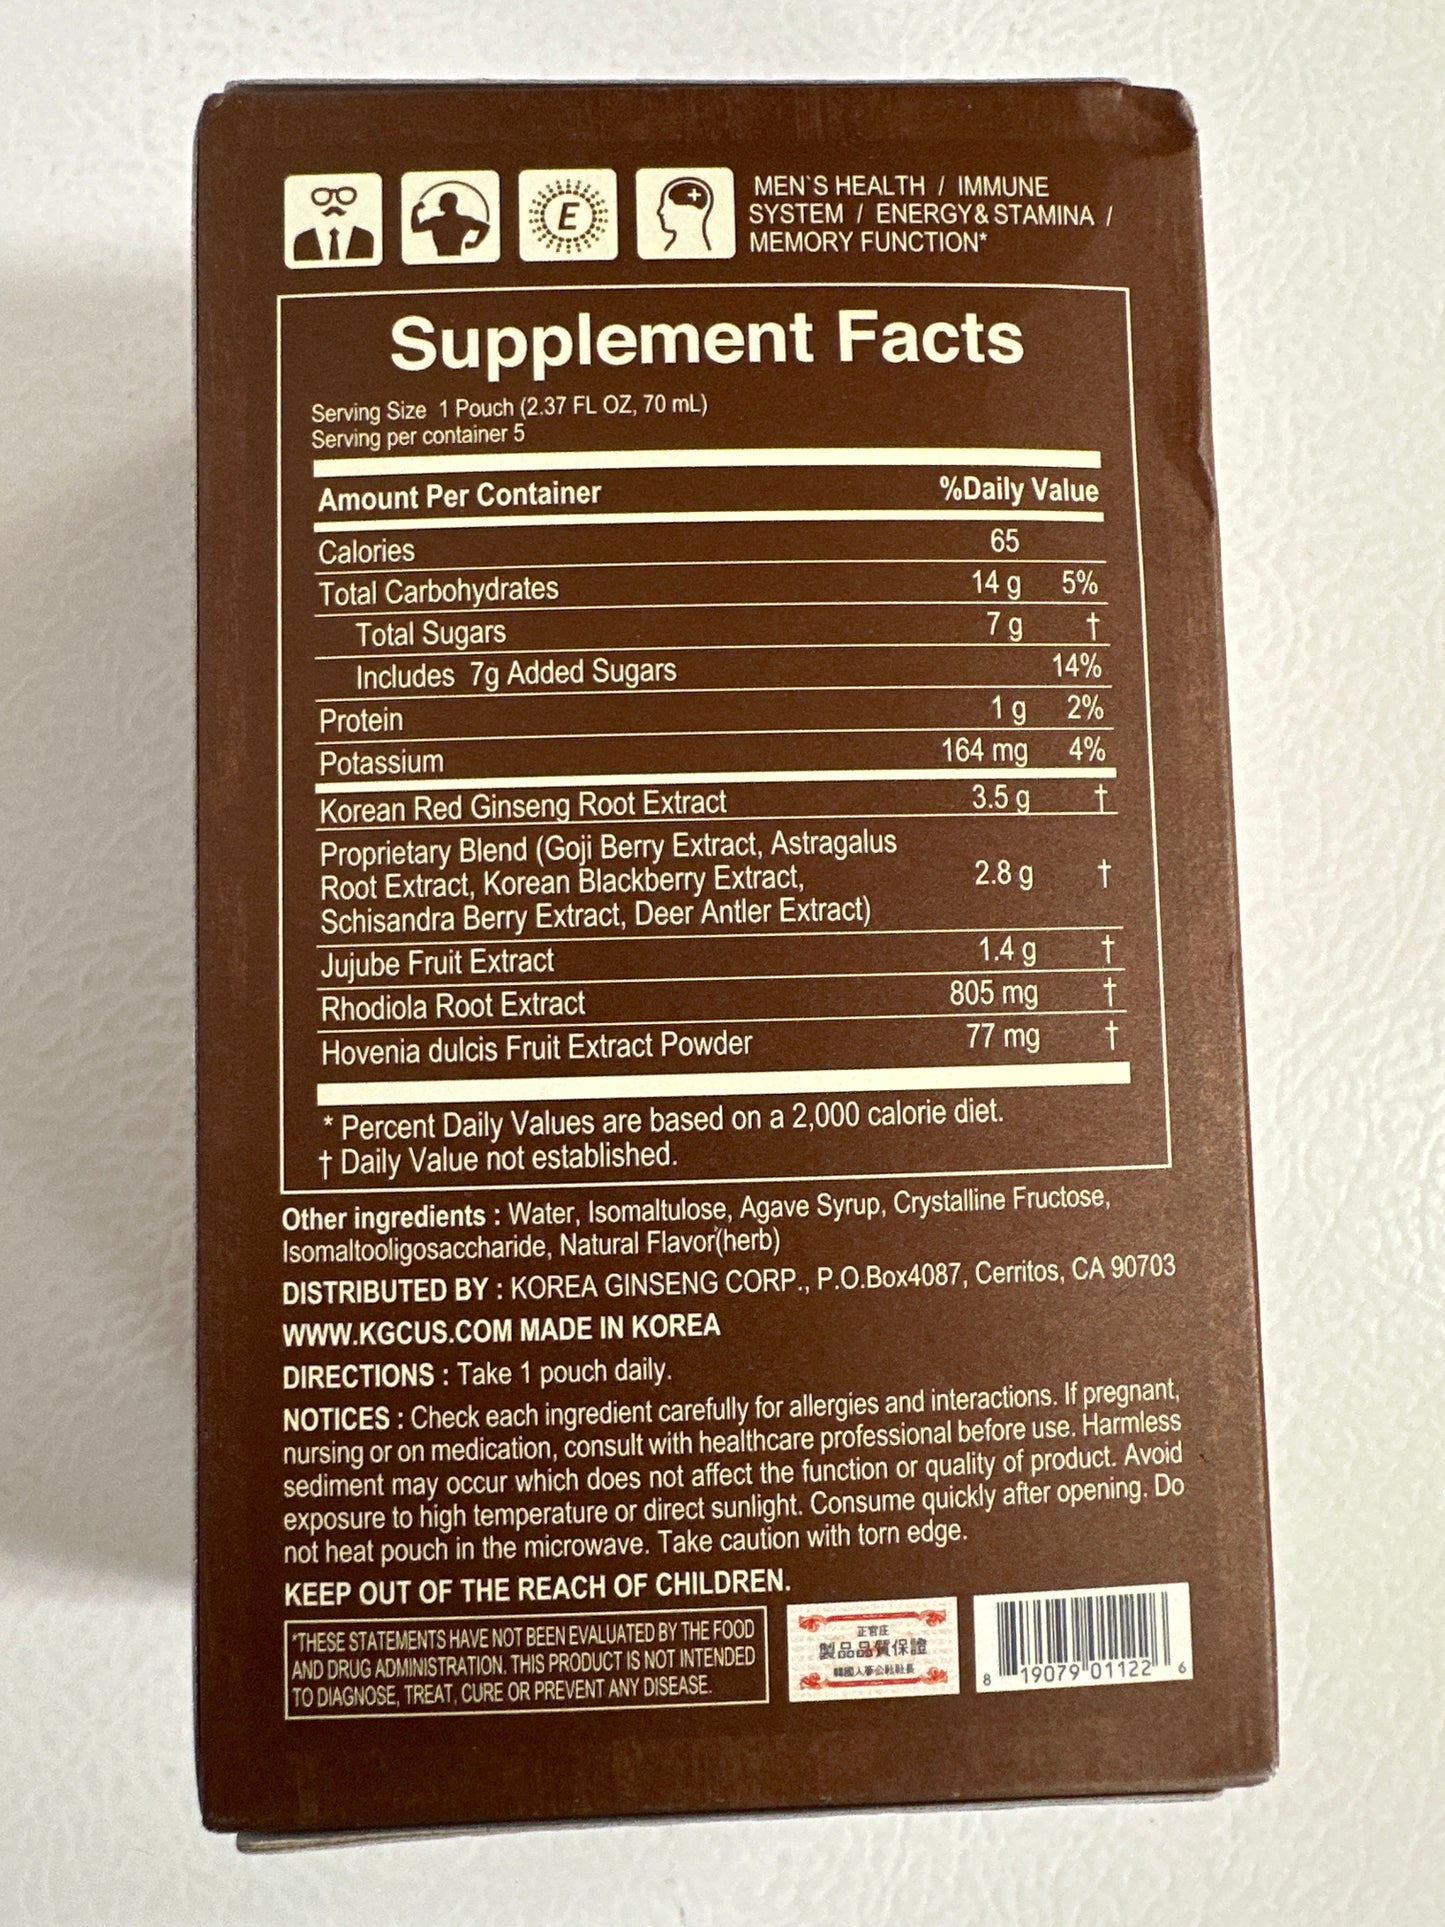 MEN`S HEALTH / IMMUNE
SYSTEM / ENERGY& STAMINA /
MEMORY FUNCTION*
E
Supplement Facts
Serving Size 1 Pouch (2.37 FL OZ, 70 mL)
Serving per container 5
Amount Per Container %Daily Value
Calories 65
Total Carbohydrates 14 g 5%
Total Sugars 7 g †
Includes 7g Added Sugars 14%
Protein 1 g 2%
Potassium 164 mg 4%
Korean Red Ginseng Root Extract 3.5 g †
Proprietary Blend (Goji Berry Extract, Astragalus
Root Extract, Korean Blackberry Extract, 2.8 g †
Schisandra Berry Extract, Deer Antler Extract)
Jujube Fruit Extract 1.4 g †
Rhodiola Root Extract 805 mg †
Hovenia dulcis Fruit Extract Powder 77 mg †
* Percent Daily Values are based on a 2,000 calorie diet.
† Daily Value not established.
Other ingredients : Water, Isomaltulose, Agave Syrup, Crystalline Fructose,
Isomaltooligosaccharide, Natural Flavor(herb)
DISTRIBUTED BY : KOREA GINSENG CORP., P.O.Box4087, Cerritos, CA 90703
WWW.KGCUS.COM MADE IN KOREA
DIRECTIONS : Take 1 pouch daily.
NOTICES : Check each ingredient carefully for allergies and interactions. If pregnant,
nursing or on medication, consult with healthcare professional before use. Harmless
sediment may occur which does not affect the function or quality of product. Avoid
exposure to high temperature or direct sunlight. Consume quickly after opening. Do
not heat pouch in the microwave. Take caution with torn edge.
KEEP OUT OF THE REACH OF CHILDREN.
*THESE STATEMENTS HAVE NOT BEEN EVALUATED BY THE FOOD
AND DRUG ADMINISTRATION. THIS PRODUCT IS NOT INTENDED
TO DIAGNOSE, TREAT, CURE OR PREVENT ANY DISEASE.
正官庄
製品品質保證
韓國人蔘公社社長
8 19079 01122 6